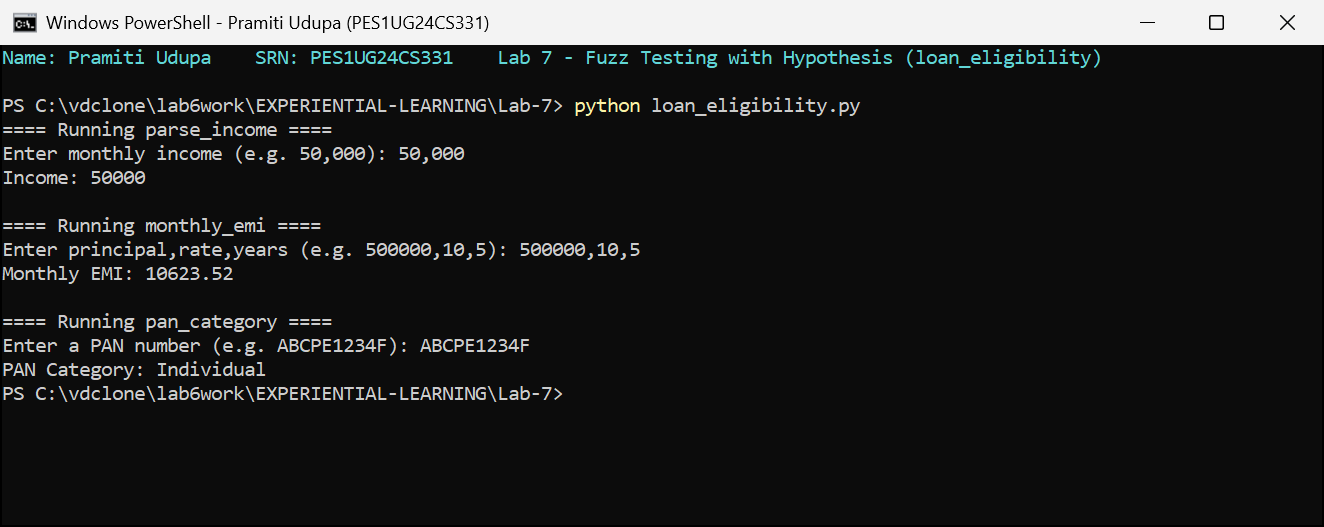 Windows PowerShell - Pramiti Udupa (PES1UG24CS331)
Name: Pramiti Udupa    SRN: PES1UG24CS331    Lab 7 - Fuzz Testing with Hypothesis (loan_eligibility)
PS C:\vdclone\lab6work\EXPERIENTIAL-LEARNING\Lab-7> python loan_eligibility.py
==== Running parse_income ====
Enter monthly income (e.g. 50,000): 50,000
Income: 50000
==== Running monthly_emi ====
Enter principal,rate,years (e.g. 500000,10,5): 500000,10,5
Monthly EMI: 10623.52
==== Running pan_category ====
Enter a PAN number (e.g. ABCPE1234F): ABCPE1234F
PAN Category: Individual
PS C:\vdclone\lab6work\EXPERIENTIAL-LEARNING\Lab-7>